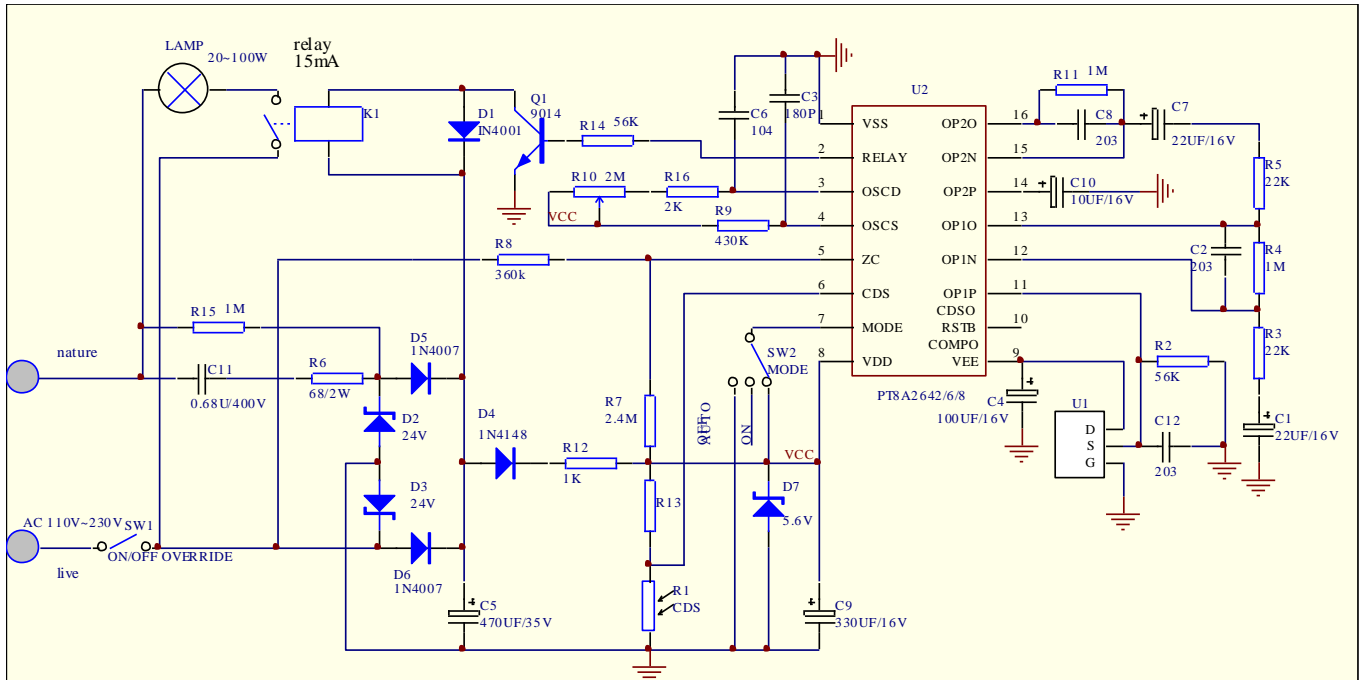 LAMP
20~100W
relay
15mA
K1
D1
IN4001
Q1
9014
R14 56K
R10 2M
R16
2K
VCC
R9
430K
C6
104
C3
180P
U2
1 VSS OP2O 16
2 RELAY OP2N 15
3 OSCD OP2P 14
4 OSCS OP1O 13
5 ZC OP1N 12
6 CDS OP1P 11
CDSO
7 MODE RSTB 10
COMPO
8 VDD VEE 9
PT8A2642/6/8
R11 1M
C8
203
C7
22UF/16V
C10
10UF/16V
R5
22K
C2
203
R4
1M
R3
22K
R2
56K
C4
100UF/16V
U1
D
S
G
C12
203
C1
22UF/16V
R8
360k
R15 1M
nature
C11
0.68U/400V
R6
68/2W
D5
1N4007
D2
24V
D4
1N4148
R12
1K
R7
2.4M
SW2
MODE
OFF
AUTO
ON
VCC
D3
24V
R13
D7
5.6V
AC 110V~230V
SW1
ON/OFF OVERRIDE
live
D6
1N4007
C5
470UF/35V
R1
CDS
C9
330UF/16V